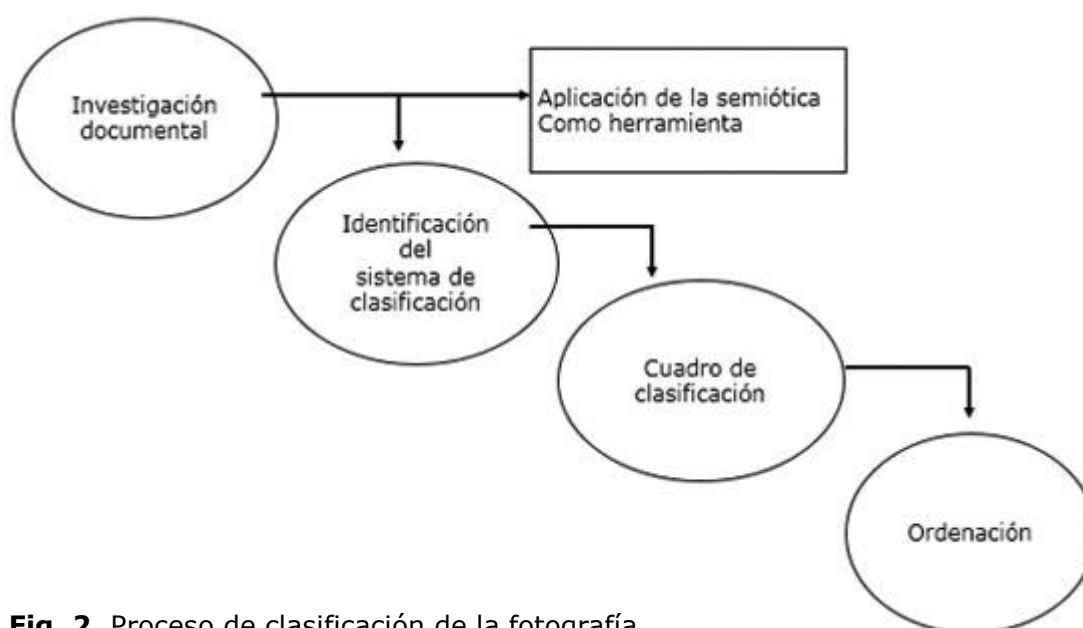 Investigación
documental
Aplicación de la semiótica
Como herramienta
Identificación
del
sistema de
clasificación
Cuadro de
clasificación
Ordenación
Fig. 2. Proceso de clasificación de la fotografía